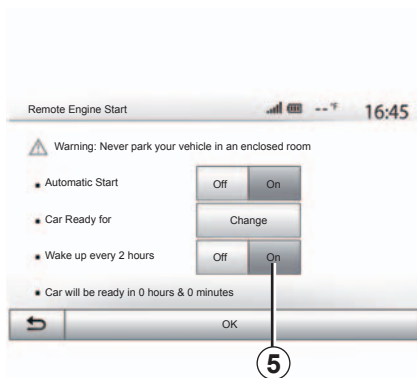 Remote Engine Start --°F 16:45
Warning: Never park your vehicle in an enclosed room
• Automatic Start Off On
• Car Ready for Change
• Wake up every 2 hours Off On
• Car will be ready in 0 hours & 0 minutes
OK
5